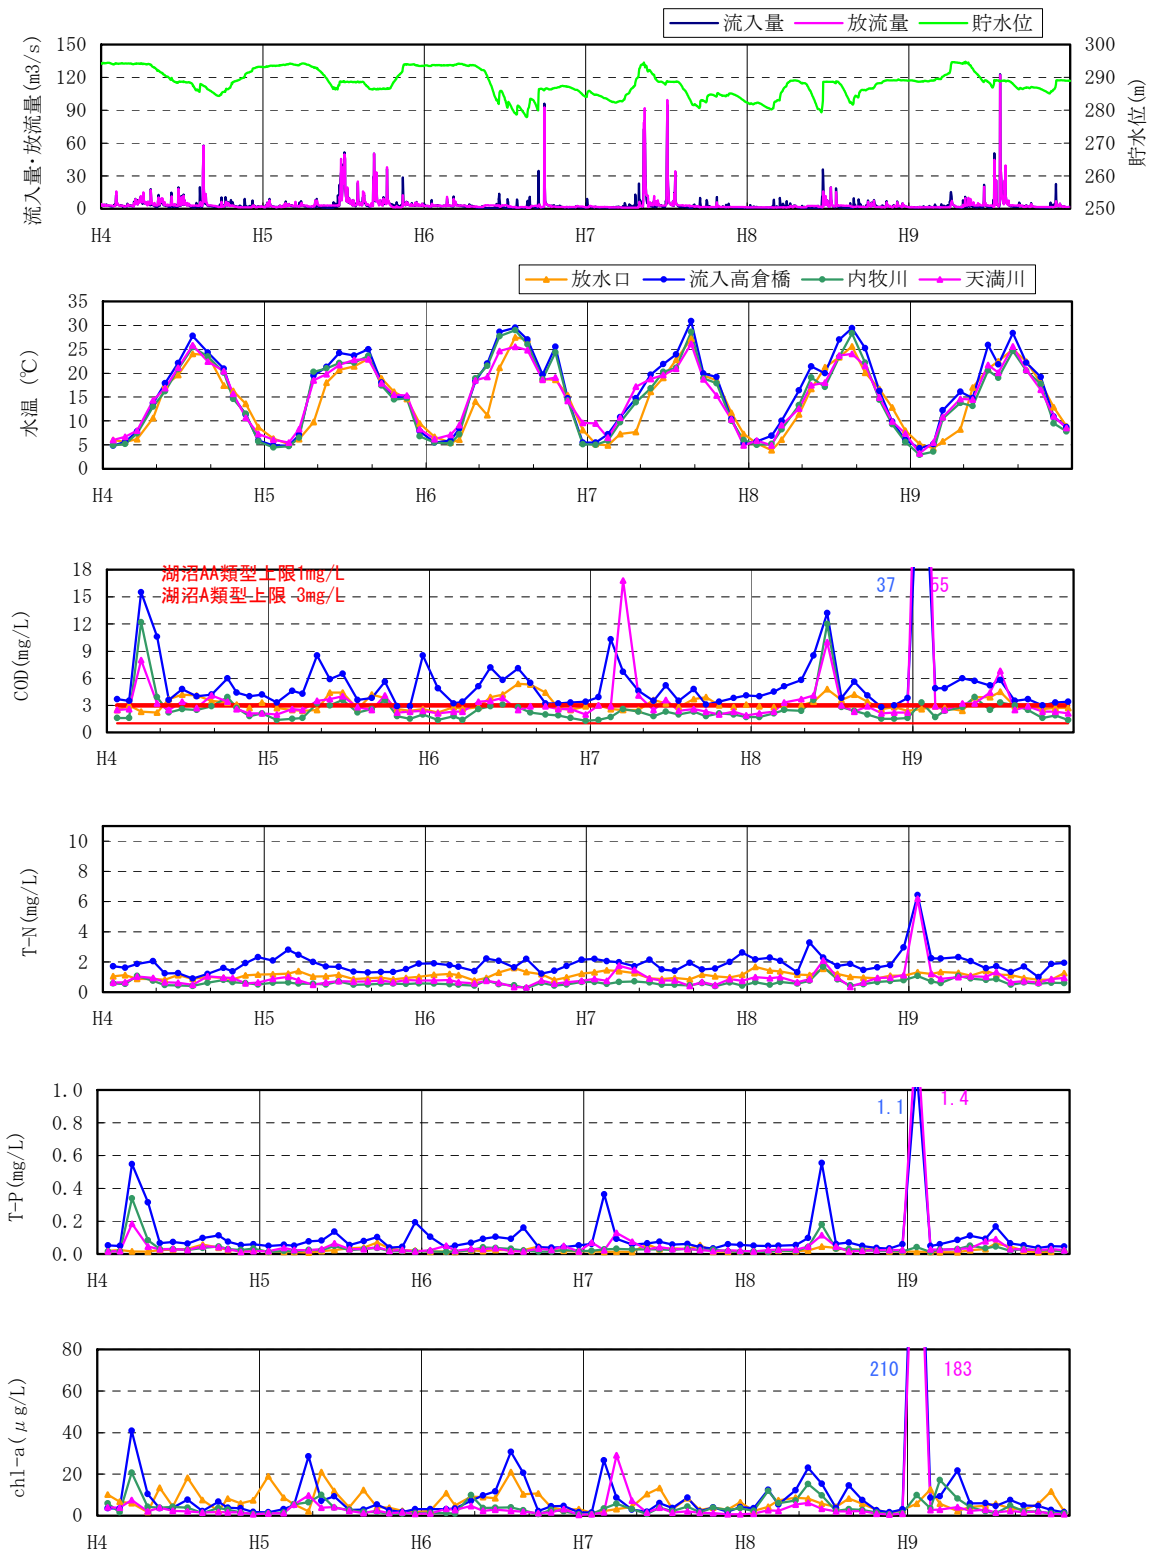 流入量 放流量 貯水位
流入量・放流量(m3/s)
150
120
90
60
30
0
300
290
280
270
260
250
貯水位(m)
H4 H5 H6 H7 H8 H9
放水口 流入高倉橋 内牧川 天満川
水温 (℃)
35
30
25
20
15
10
5
0
H4 H5 H6 H7 H8 H9
COD(mg/L)
18
15
12
9
6
3
0
湖沼AA類型上限1mg/L
湖沼A類型上限 3mg/L
37 55
H4 H5 H6 H7 H8 H9
T-N(mg/L)
10
8
6
4
2
0
H4 H5 H6 H7 H8 H9
T-P(mg/L)
1.0
0.8
0.6
0.4
0.2
0.0
1.1 1.4
H4 H5 H6 H7 H8 H9
chl-a(μg/L)
80
60
40
20
0
210 183
H4 H5 H6 H7 H8 H9